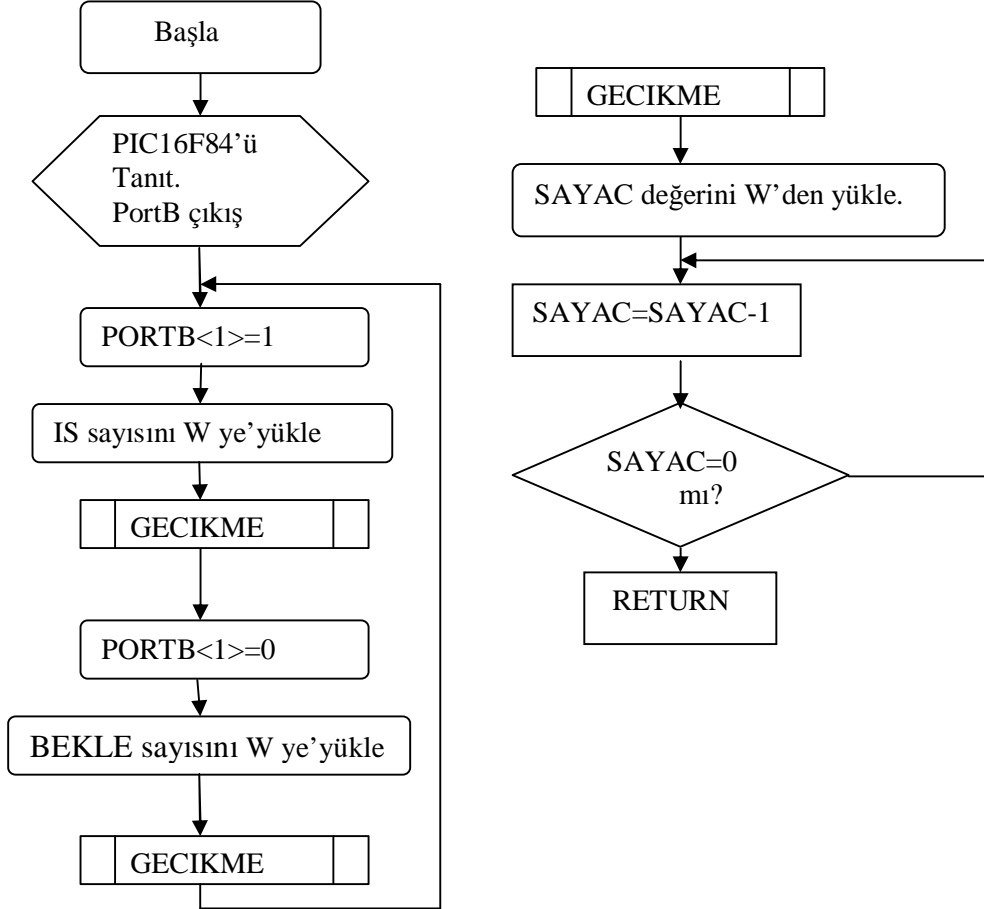 Başla
PIC16F84’ü
Tanıt.
PortB çıkış
PORTB<1>=1
IS sayısını W ye’yükle
GECIKME
PORTB<1>=0
BEKLE sayısını W ye’yükle
GECIKME
GECIKME
SAYAC değerini W’den yükle.
SAYAC=SAYAC-1
SAYAC=0
mı?
RETURN